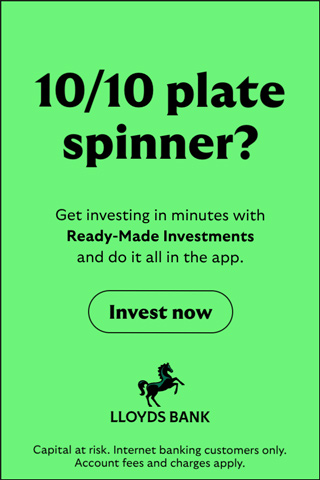 10/10 plate
spinner?
Get investing in minutes with
Ready-Made Investments
and do it all in the app.
Invest now
LLOYDS BANK
Capital at risk. Internet banking customers only.
Account fees and charges apply.